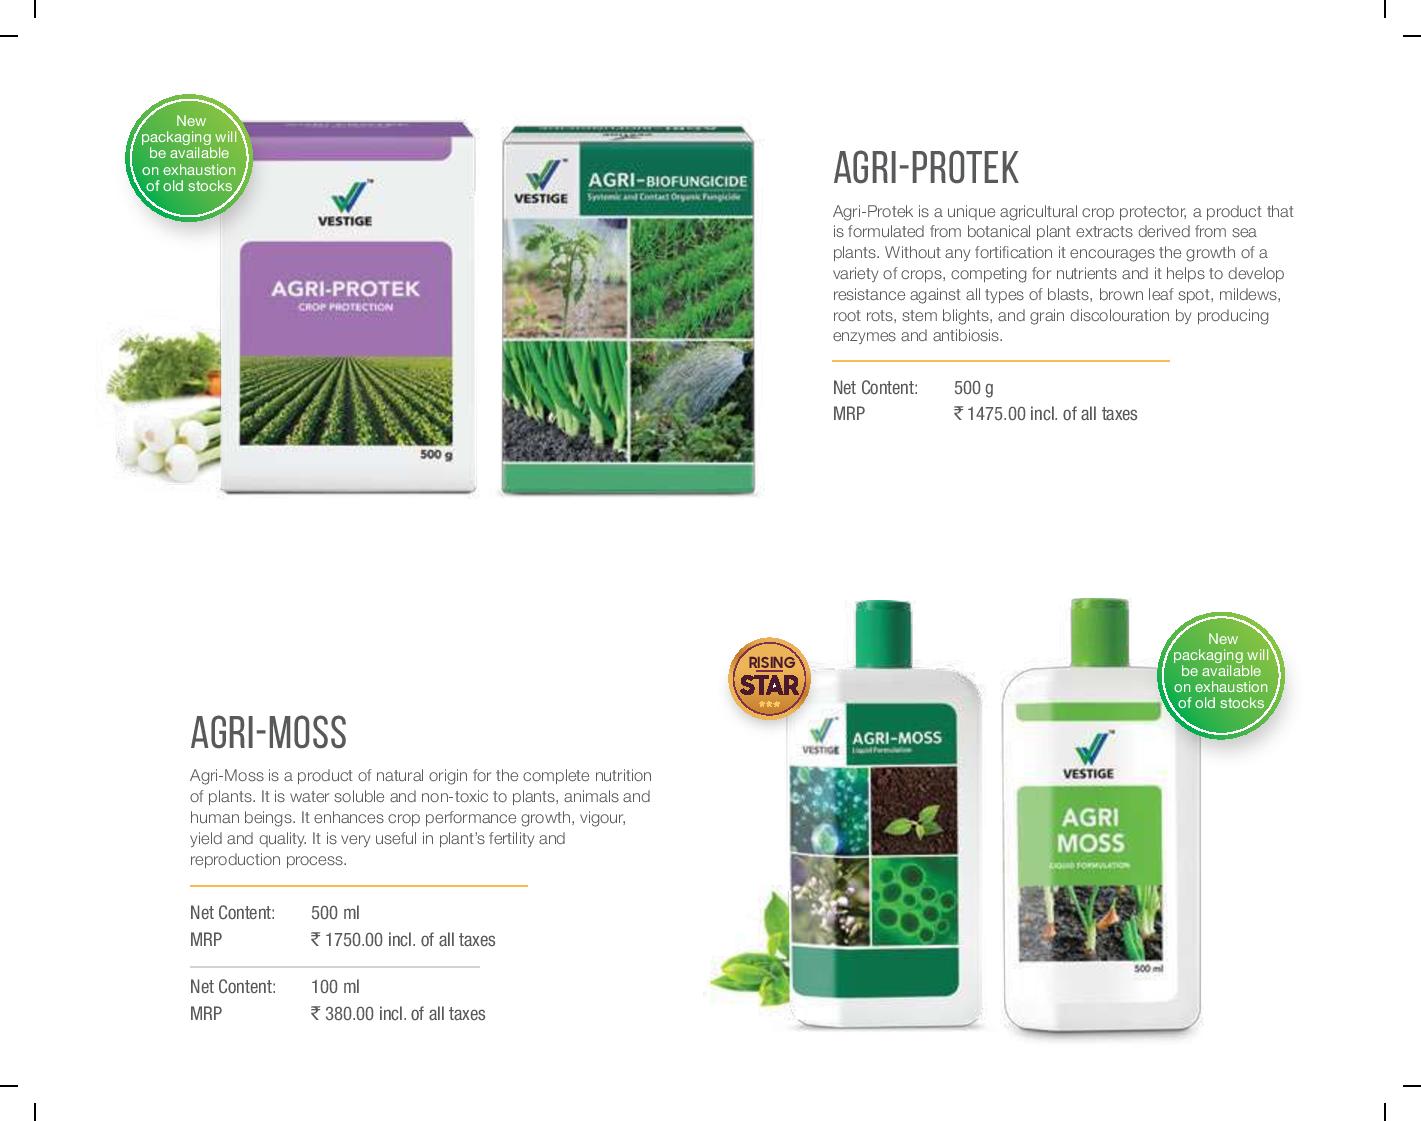 New
packaging will
be available
on exhaustion
of old stocks
VESTIGE
AGRI-PROTEK
CROP PROTECTION
500 g
VESTIGE
AGRI-BIOFUNGICIDE
Systemic and Contact Organic Fungicide
AGRI-PROTEK
Agri-Protek is a unique agricultural crop protector, a product that
is formulated from botanical plant extracts derived from sea
plants. Without any fortification it encourages the growth of a
variety of crops, competing for nutrients and it helps to develop
resistance against all types of blasts, brown leaf spot, mildews,
root rots, stem blights, and grain discolouration by producing
enzymes and antibiosis.
Net Content: 500 g
MRP ₹ 1475.00 incl. of all taxes
AGRI-MOSS
Agri-Moss is a product of natural origin for the complete nutrition
of plants. It is water soluble and non-toxic to plants, animals and
human beings. It enhances crop performance growth, vigour,
yield and quality. It is very useful in plant's fertility and
reproduction process.
Net Content: 500 ml
MRP ₹ 1750.00 incl. of all taxes
Net Content: 100 ml
MRP ₹ 380.00 incl. of all taxes
RISING
STAR
VESTIGE
AGRI-MOSS
Liquid Formulation
VESTIGE
AGRI
MOSS
LIQUID FORMULATION
500 ml
New
packaging will
be available
on exhaustion
of old stocks